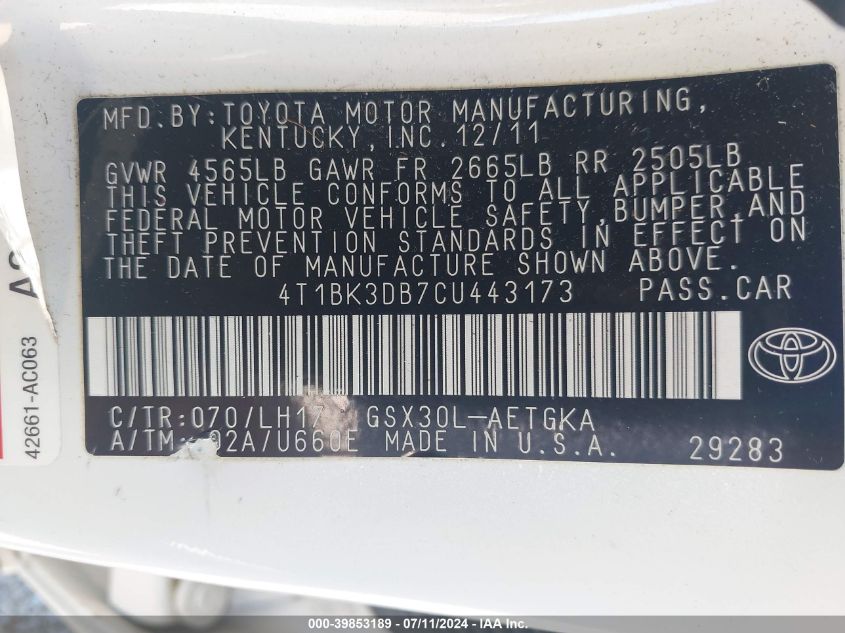 MFD.BY:TOYOTA MOTOR MANUFACTURING,
KENTUCKY,INC.12/11
GVWR 4565LB GAWR FR 2665LB RR 2505LB
THIS VEHICLE CONFORMS TO ALL APPLICABLE
FEDERAL MOTOR VEHICLE SAFETY,BUMPER,AND
THEFT PREVENTION STANDARDS IN EFFECT ON
THE DATE OF MANUFACTURE SHOWN ABOVE.
4T1BK3DB7CU443173 PASS.CAR
C/TR:070/LH17 GSX30L-AETGKA
A/TM: 02A/U660E MADE IN U.S.A. 29283
42661-AC063
000-39853189 - 07/11/2024 - IAA Inc.